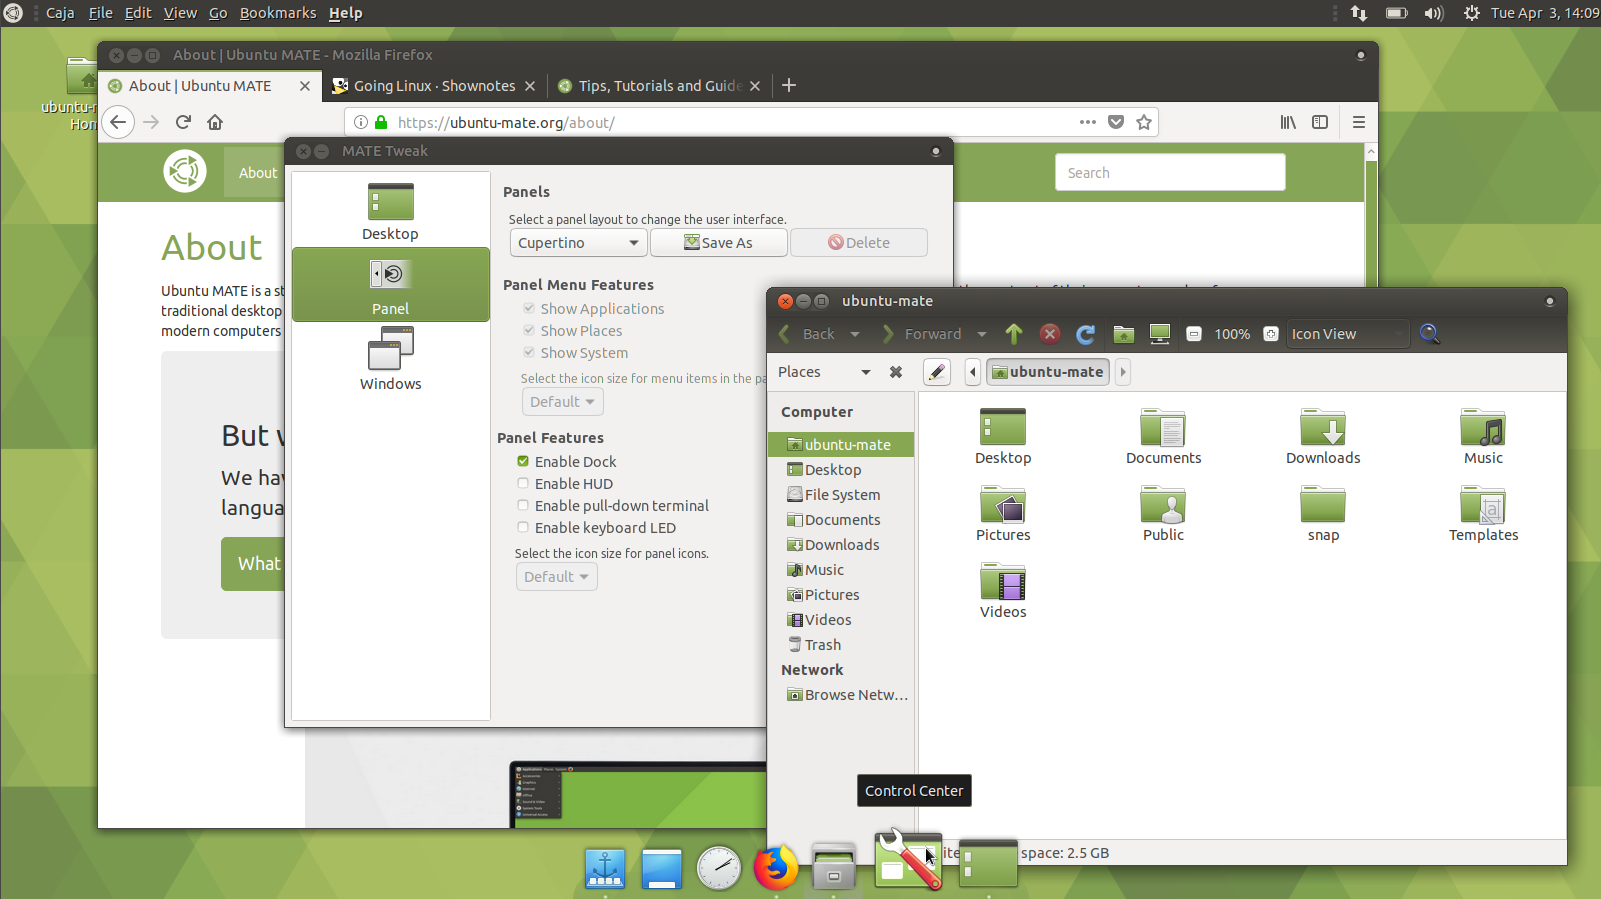 Caja File Edit View Go Bookmarks Help
Tue Apr 3, 14:09
ubuntu-
About | Ubuntu MATE - Mozilla Firefox
About | Ubuntu MATE
Going Linux · Shownotes
Tips, Tutorials and Guide
https://ubuntu-mate.org/about/
About
Search
About
Ubuntu MATE is a
traditional desktop
modern computers
But
We
What
MATE Tweak
Desktop
Panel
Windows
Panels
Select a panel layout to change the user interface.
Cupertino
Save As
Delete
Panel Menu Features
Show Applications
Show Places
Show System
Select the icon size for menu items in the
Default
Panel Features
Enable Dock
Enable HUD
Enable pull-down terminal
Enable keyboard LED
Select the icon size for panel icons.
Default
ubuntu-mate
Back
Forward
100%
Icon View
Places
ubuntu-mate
Computer
ubuntu-mate
Desktop
File System
Documents
Downloads
Music
Pictures
Videos
Trash
Network
Browse Netw…
Desktop
Documents
Downloads
Music
Pictures
Public
snap
Templates
Videos
space: 2.5 GB
Control Center